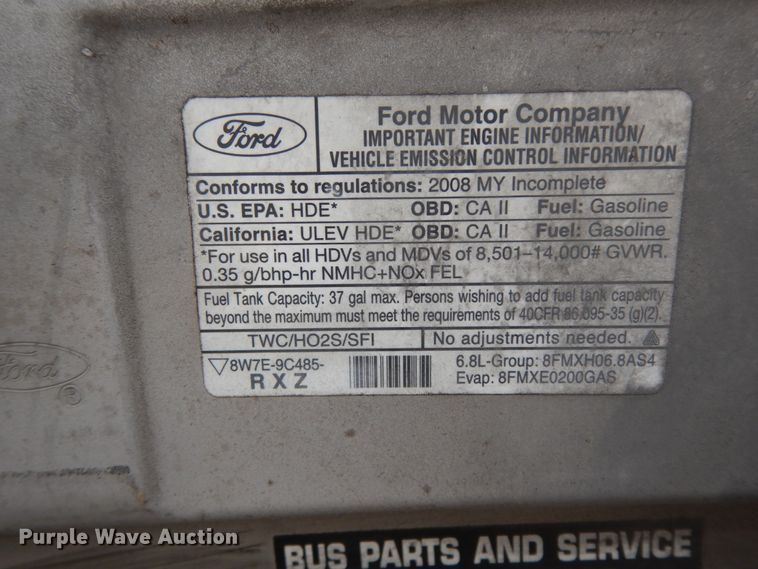 Ford
Ford Motor Company
IMPORTANT ENGINE INFORMATION/
VEHICLE EMISSION CONTROL INFORMATION
Conforms to regulations: 2008 MY Incomplete
U.S. EPA: HDE* OBD: CA II Fuel: Gasoline
California: ULEV HDE* OBD: CA II Fuel: Gasoline
*For use in all HDVs and MDVs of 8,501–14,000# GVWR.
0.35 g/bhp-hr NMHC+NOx FEL
Fuel Tank Capacity: 37 gal max. Persons wishing to add fuel tank capacity
beyond the maximum must meet the requirements of 40CFR 86.095-35 (g)(2).
TWC/HO2S/SFI No adjustments needed.
8W7E-9C485- 6.8L-Group: 8FMXH06.8AS4
R X Z Evap: 8FMXE0200GAS
Ford ®
Purple Wave Auction
BUS PARTS AND SERVICE